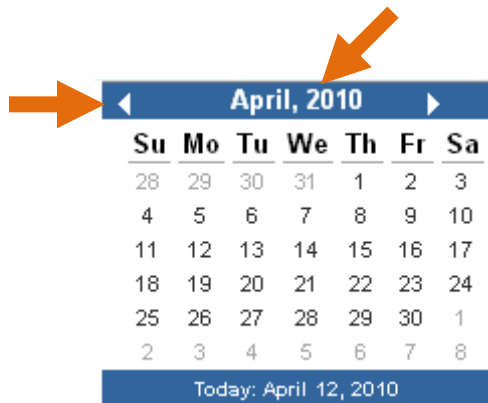 April, 2010
Su Mo Tu We Th Fr Sa
28 29 30 31 1 2 3
4 5 6 7 8 9 10
11 12 13 14 15 16 17
18 19 20 21 22 23 24
25 26 27 28 29 30 1
2 3 4 5 6 7 8
Today: April 12, 2010